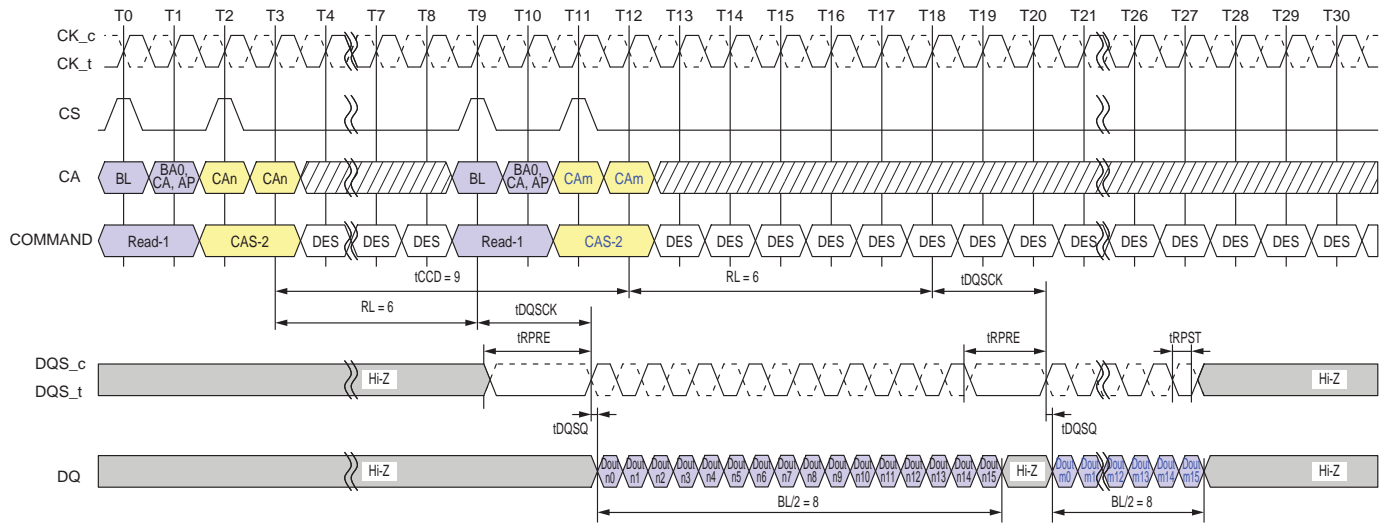 T0 T1 T2 T3 T4 T7 T8 T9 T10 T11 T12 T13 T14 T15 T16 T17 T18 T19 T20 T21 T26 T27 T28 T29 T30
CK_c
CK_t
CS
CA BL BA0, CA, AP CAn CAn BL BA0, CA, AP CAm CAm
COMMAND Read-1 CAS-2 DES DES DES Read-1 CAS-2 DES DES DES DES DES DES DES DES DES DES DES DES DES DES
tCCD = 9 RL = 6 tDQSCK
RL = 6 tDQSCK
tRPRE tRPRE tRPST
DQS_c
DQS_t
Hi-Z Hi-Z
tDQSQ tDQSQ
DQ Hi-Z Dout n0 Dout n1 Dout n2 Dout n3 Dout n4 Dout n5 Dout n6 Dout n7 Dout n8 Dout n9 Dout n10 Dout n11 Dout n12 Dout n13 Dout n14 Dout n15 Hi-Z Dout m0 Dout m1 Dout m12 Dout m13 Dout m14 Dout m15 Hi-Z
BL/2 = 8 BL/2 = 8